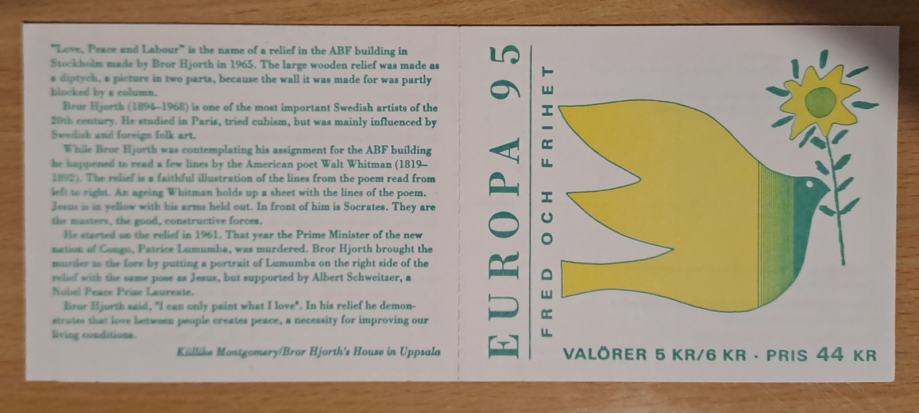 "Love, Peace and Labour" is the name of a relief in the ABF building in
Stockholm made by Bror Hjorth in 1965. The large wooden relief was made as
a diptych, a picture in two parts, because the wall it was made for was partly
blocked by a column.
Bror Hjorth (1894–1968) is one of the most important Swedish artists of the
20th century. He studied in Paris, tried cubism, but was mainly influenced by
Swedish and foreign folk art.
While Bror Hjorth was contemplating his assignment for the ABF building
he happened to read a few lines by the American poet Walt Whitman (1819–
1892). The relief is a faithful illustration of the lines from the poem read from
left to right. An ageing Whitman holds up a sheet with the lines of the poem.
Jesus is in yellow with his arms held out. In front of him is Socrates. They are
the masters, the good, constructive forces.
He started on the relief in 1961. That year the Prime Minister of the new
nation of Congo, Patrice Lumumba, was murdered. Bror Hjorth brought the
murder to the fore by putting a portrait of Lumumba on the right side of the
relief with the same pose as Jesus, but supported by Albert Schweitzer, a
Nobel Peace Prize Laureate.
Bror Hjorth said, "I can only paint what I love". In his relief he demon-
strates that love between people creates peace, a necessity for improving our
living conditions.
Küllike Montgomery/Bror Hjorth's House in Uppsala
EUROPA 95
FRED OCH FRIHET
VALÖRER 5 KR/6 KR · PRIS 44 KR